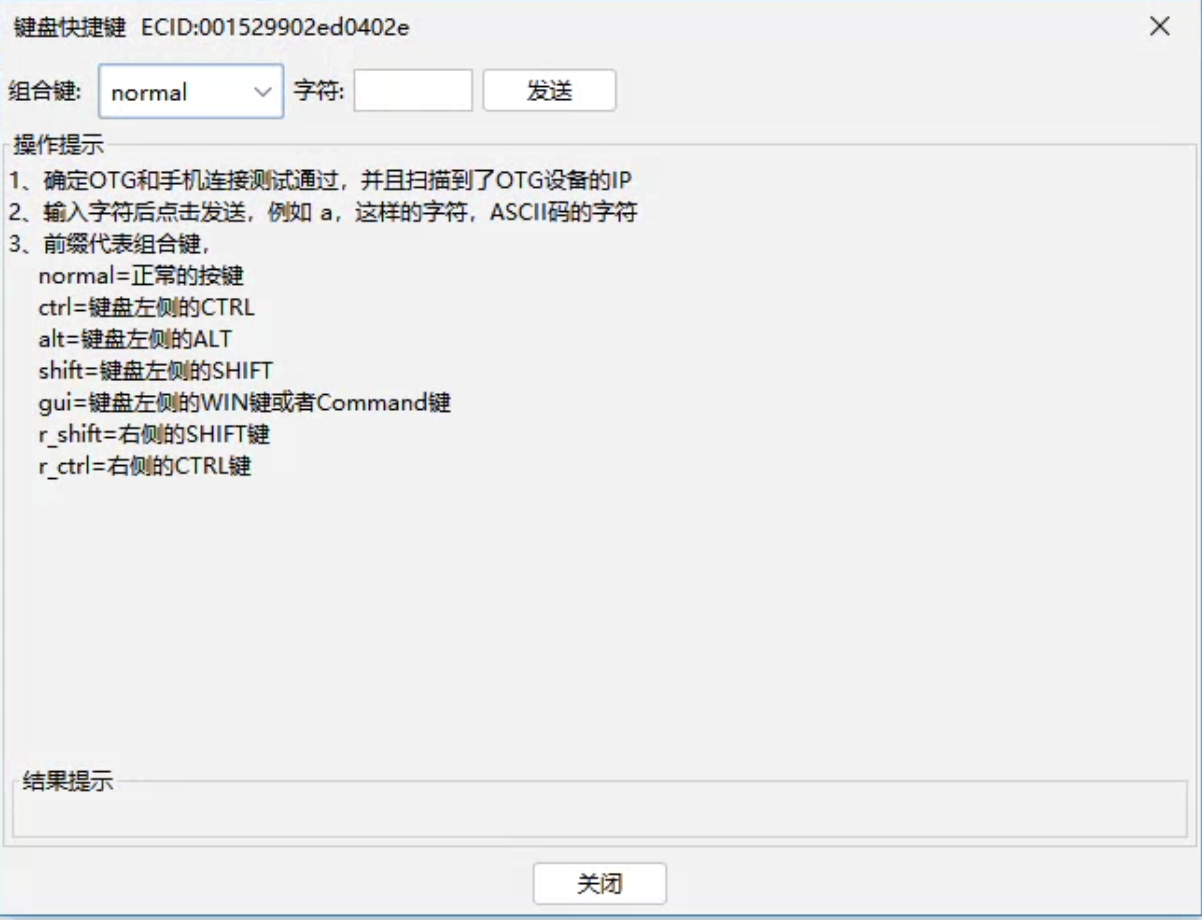 键盘快捷键 ECID:001529902ed0402e
组合键: normal 字符: 发送
操作提示
1、确定OTG和手机连接测试通过，并且扫描到了OTG设备的IP
2、输入字符后点击发送，例如 a，这样的字符，ASCII码的字符
3、前缀代表组合键，
normal=正常的按键
ctrl=键盘左侧的CTRL
alt=键盘左侧的ALT
shift=键盘左侧的SHIFT
gui=键盘左侧的WIN键或者Command键
r_shift=右侧的SHIFT键
r_ctrl=右侧的CTRL键
结果提示
关闭